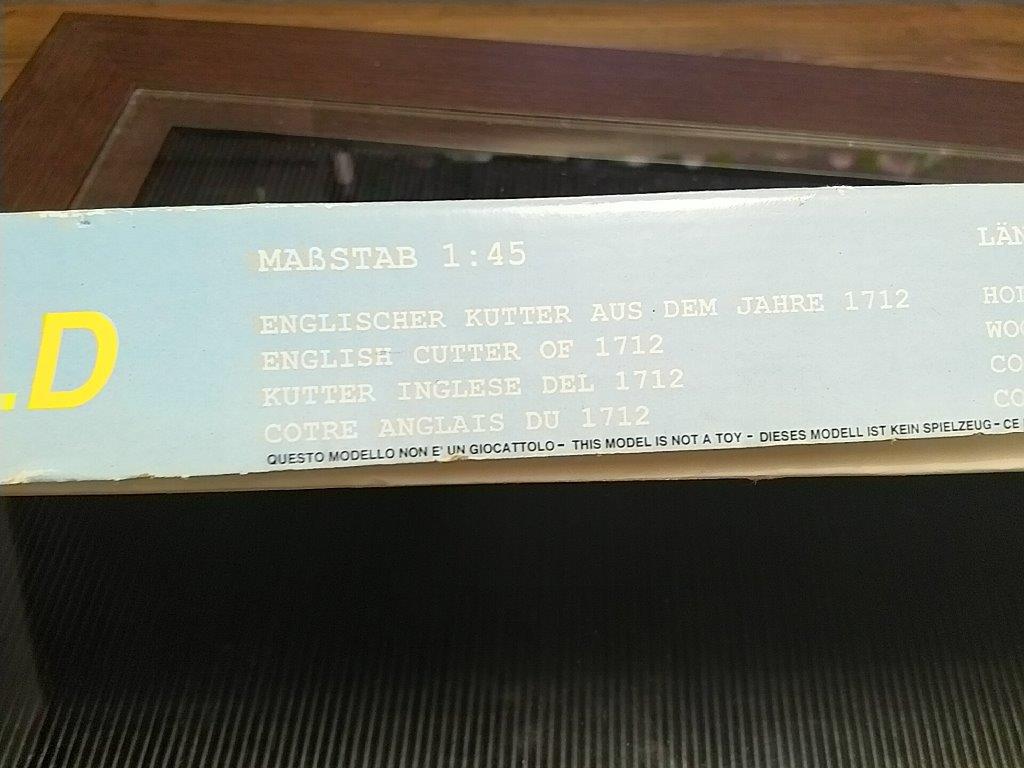 .D
MAßSTAB 1:45
ENGLISCHER KUTTER AUS DEM JAHRE 1712
ENGLISH CUTTER OF 1712
KUTTER INGLESE DEL 1712
COTRE ANGLAIS DU 1712
QUESTO MODELLO NON E' UN GIOCATTOLO - THIS MODEL IS NOT A TOY - DIESES MODELL IST KEIN SPIELZEUG - CE